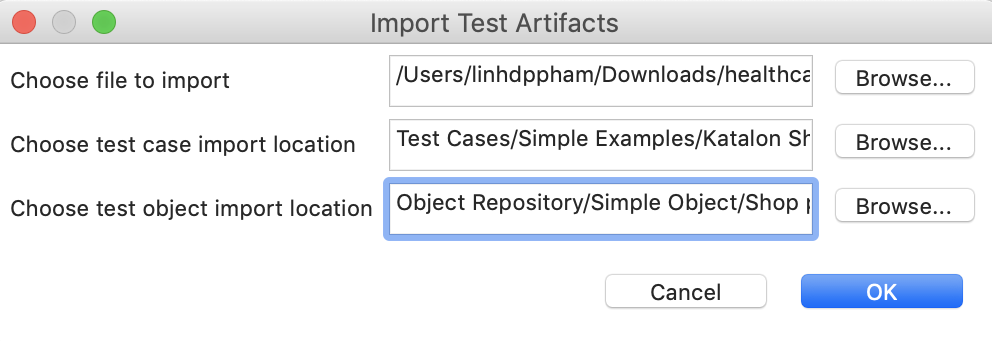 Import Test Artifacts
Choose file to import
/Users/linhdppham/Downloads/healthca
Browse...
Choose test case import location
Test Cases/Simple Examples/Katalon Sh
Browse...
Choose test object import location
Object Repository/Simple Object/Shop p
Browse...
Cancel
OK